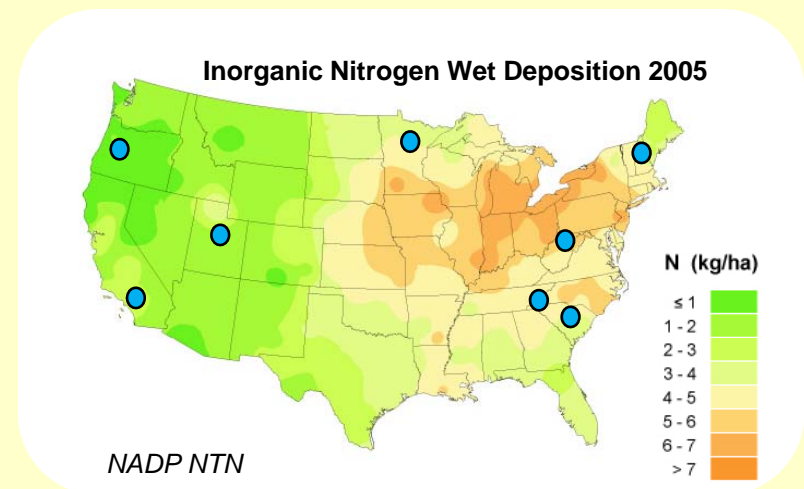 Inorganic Nitrogen Wet Deposition 2005
N (kg/ha)
≤ 1
1 - 2
2 - 3
3 - 4
4 - 5
5 - 6
6 - 7
> 7
NADP NTN